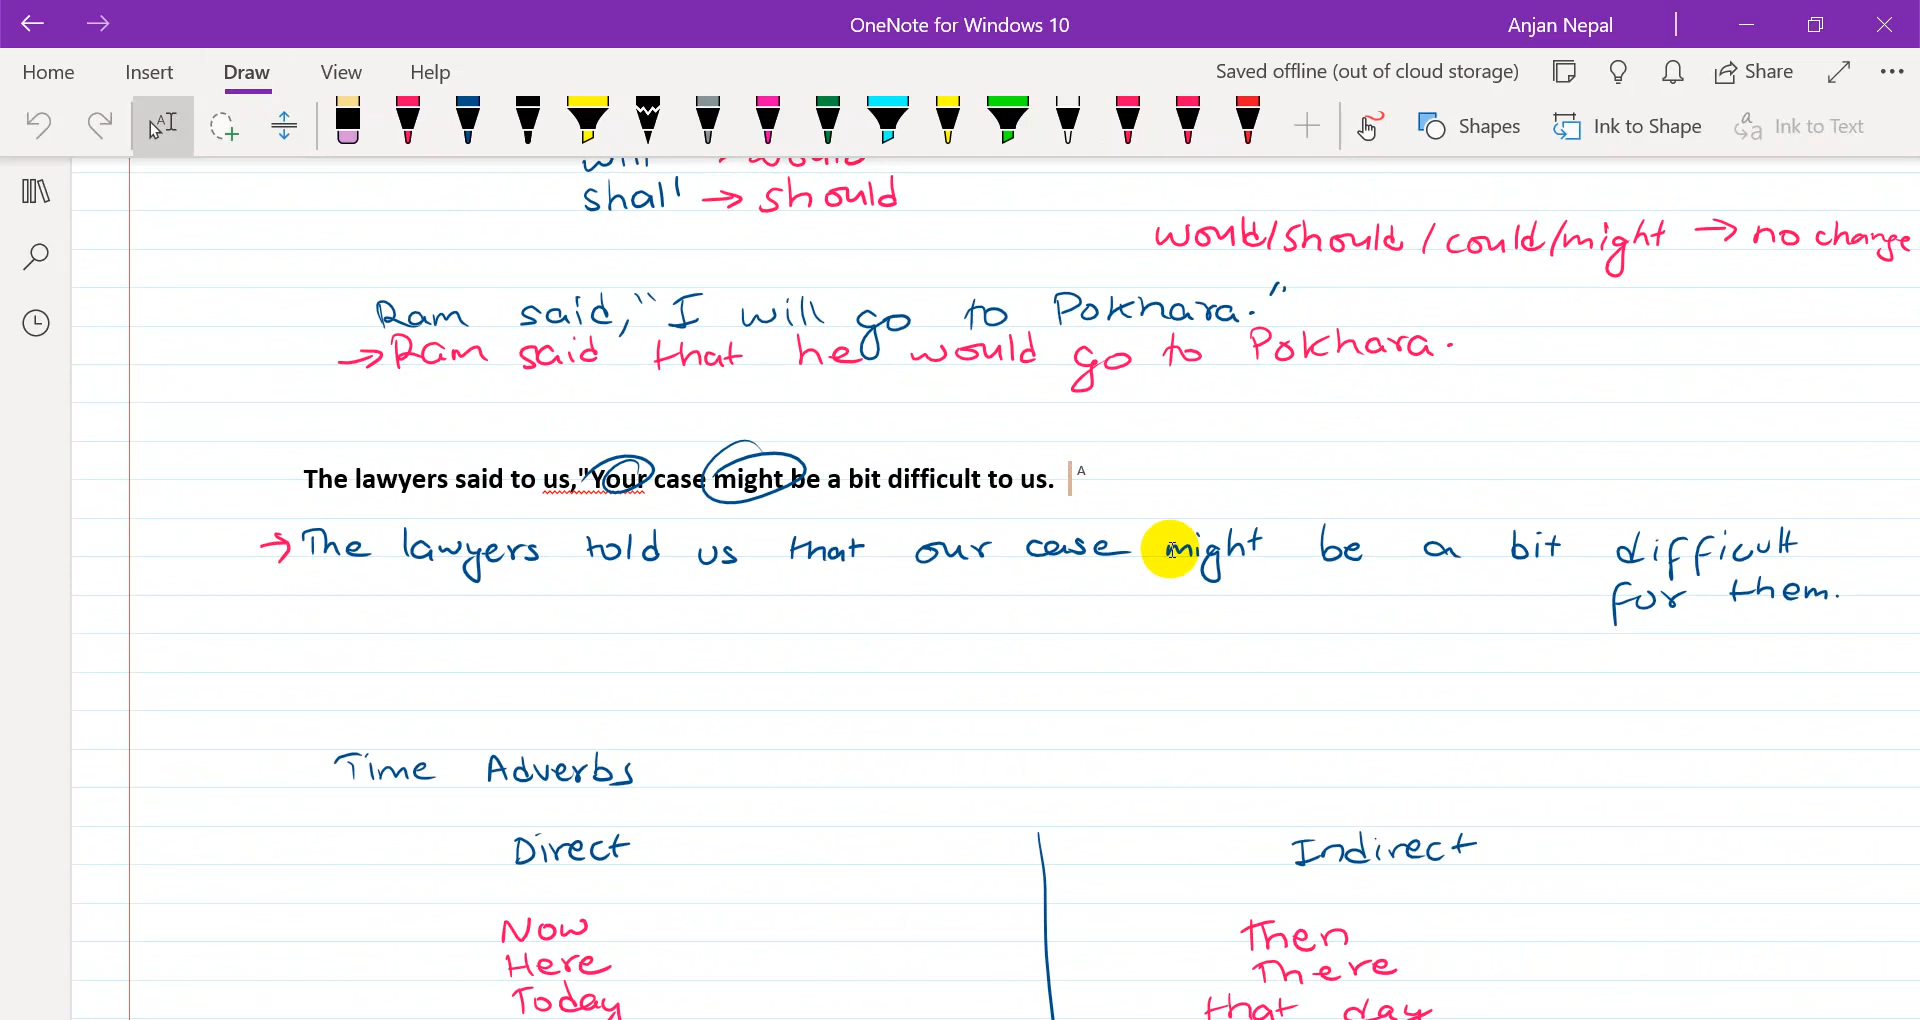 OneNote for Windows 10
Anjan Nepal
Home Insert Draw View Help
Saved offline (out of cloud storage)
Share
Shapes
Ink to Shape
Ink to Text
will → would
shall → should
would/should/could/might → no change
Ram said, "I will go to Pokhara."
→ Ram said that he would go to Pokhara.
The lawyers said to us,"Your case might be a bit difficult to us.
→ The lawyers told us that our case might be a bit difficult
for them.
Time Adverbs
Direct Indirect
Now Then
Here There
Today that day